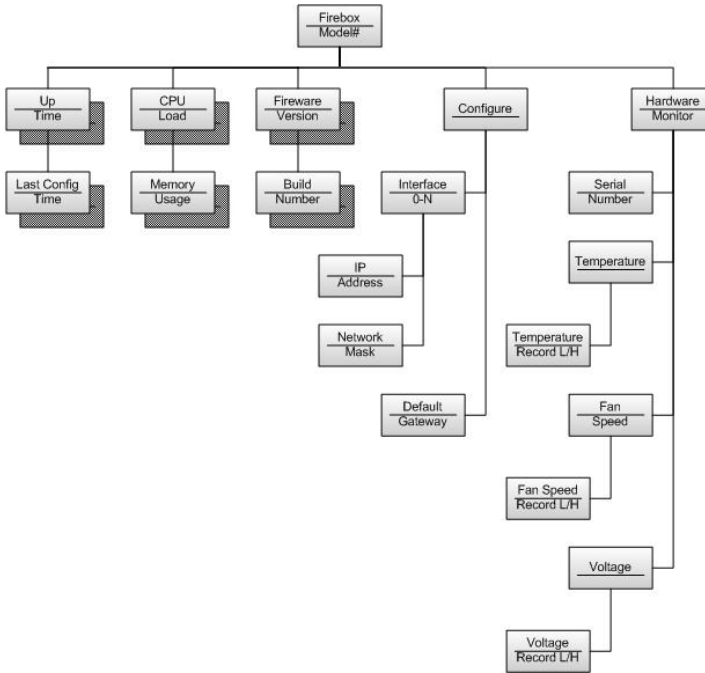 Firebox
Model#
Up
Time
CPU
Load
Fireware
Version
Configure
Hardware
Monitor
Last Config
Time
Memory
Usage
Build
Number
Interface
0-N
Serial
Number
IP
Address
Temperature
Network
Mask
Temperature
Record L/H
Default
Gateway
Fan
Speed
Fan Speed
Record L/H
Voltage
Voltage
Record L/H